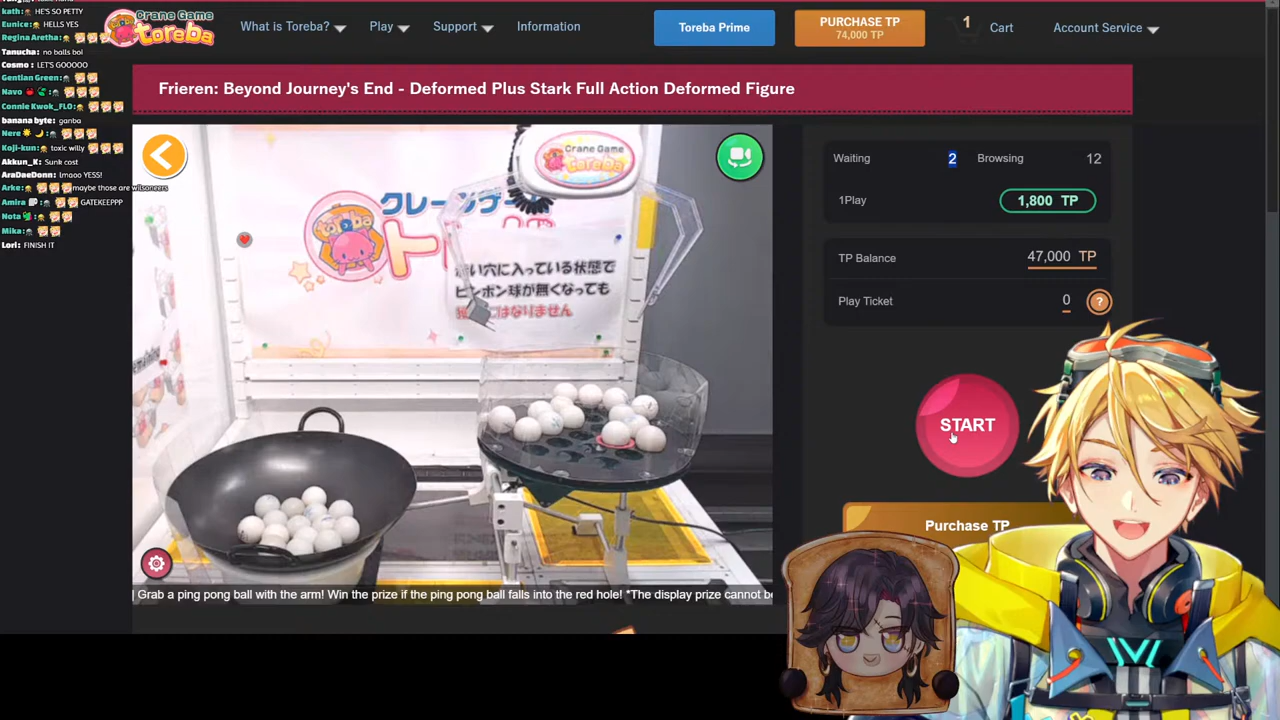 kath: HE'S SO PETTY
Eunice: HELLS YES
Regina Aretha:
Tanucha: no balls boi
Cosmo: LET'S GOOOOO
Gentian Green:
Navo
Connie Kwok_FLO:
banana byte: ganba
Nere
Koji-kun: toxic willy
Akkun_K: Sunk cost
AraDaeDonn: lmaoo YESS!
Arke: maybe those are wilsoneers
Amira: GATEKEEPPP
Nota
Mika:
Lori: FINISH IT
Crane Game
toreba
What is Toreba?
Play
Support
Information
Toreba Prime
PURCHASE TP
74,000 TP
1
Cart
Account Service
Frieren: Beyond Journey's End - Deformed Plus Stark Full Action Deformed Figure
Crane Game
toreba
クレーンゲーム
ト
赤い穴に入っている状態で
ピンポン球が無くなっても
Grab a ping pong ball with the arm! Win the prize if the ping pong ball falls into the red hole! *The display prize cannot be
Waiting 2 Browsing 12
1Play 1,800 TP
TP Balance 47,000 TP
Play Ticket 0 ?
START
Purchase TP